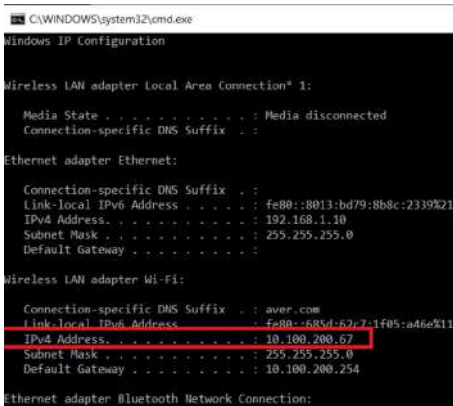 C:\WINDOWS\system32\cmd.exe
Windows IP Configuration
Wireless LAN adapter Local Area Connection* 1:
Media State . . . . . . . . . . . : Media disconnected
Connection-specific DNS Suffix . :
Ethernet adapter Ethernet:
Connection-specific DNS Suffix . :
Link-local IPv6 Address . . . . . : fe80::8013:bd79:8b8c:2339%21
IPv4 Address. . . . . . . . . . . : 192.168.1.10
Subnet Mask . . . . . . . . . . . : 255.255.255.0
Default Gateway . . . . . . . . . :
Wireless LAN adapter Wi-Fi:
Connection-specific DNS Suffix . : aver.com
Link-local IPv6 Address . . . . . : fe80::685d:62c7:1f05:a46e%11
IPv4 Address. . . . . . . . . . . : 10.100.200.67
Subnet Mask . . . . . . . . . . . : 255.255.255.0
Default Gateway . . . . . . . . . : 10.100.200.254
Ethernet adapter Bluetooth Network Connection: